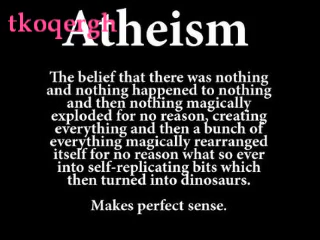 tkoqergh
Atheism
The belief that there was nothing
and nothing happened to nothing
and then nothing magically
exploded for no reason, creating
everything and then a bunch of
everything magically rearranged
itself for no reason what so ever
into self-replicating bits which
then turned into dinosaurs.
Makes perfect sense.